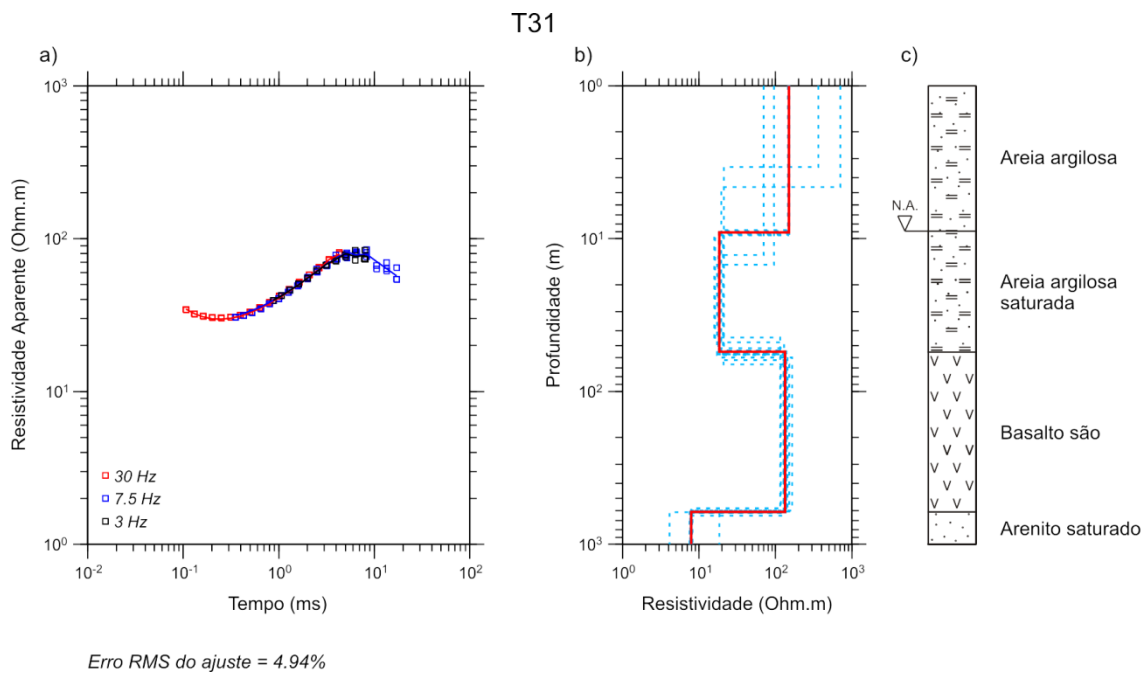 T31
a)
10³
10²
10¹
10⁰
Resistividade Aparente (Ohm.m)
30 Hz
7.5 Hz
3 Hz
10⁻²
10⁻¹
10⁰
10¹
10²
Tempo (ms)
Erro RMS do ajuste = 4.94%
b)
10⁰
10¹
10²
10³
Profundidade (m)
10⁰
10¹
10²
10³
Resistividade (Ohm.m)
c)
Areia argilosa
N.A.
Areia argilosa
saturada
Basalto são
Arenito saturado